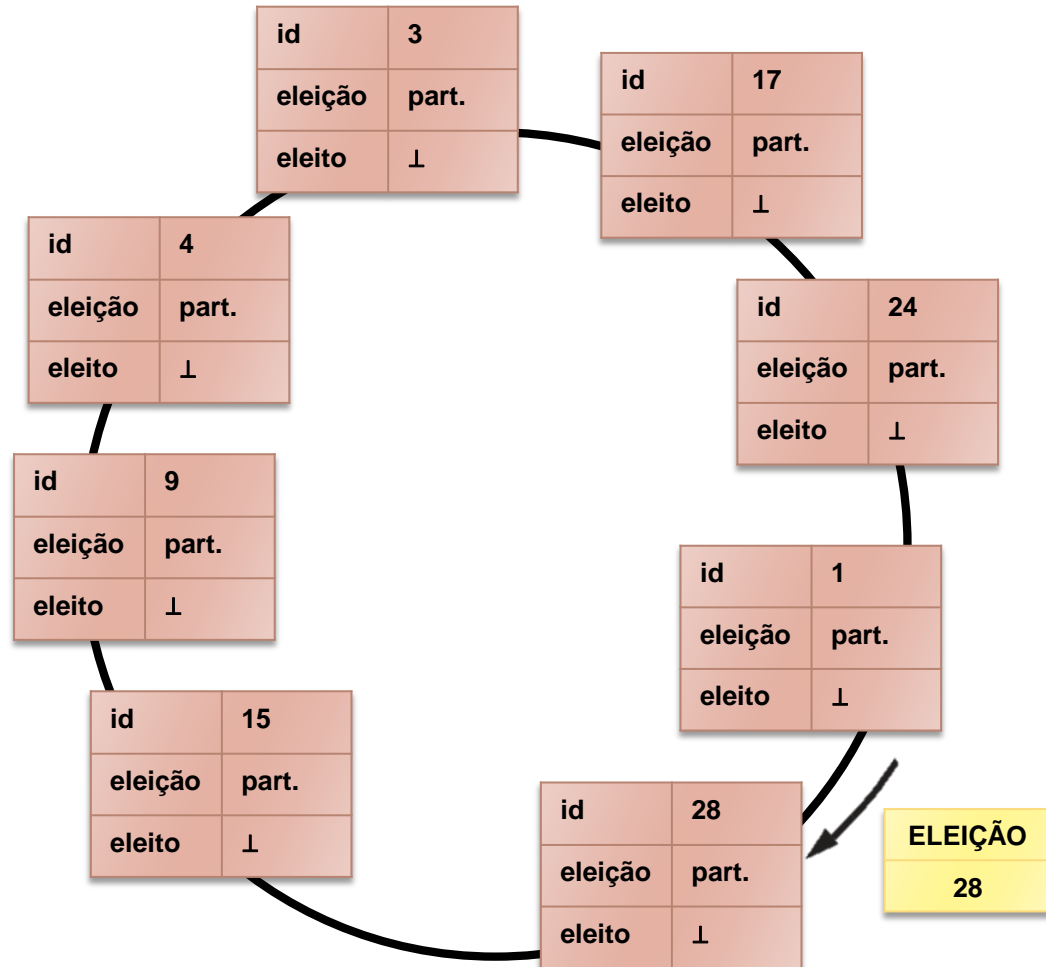 id 3
eleição part.
eleito ⊥
id 17
eleição part.
eleito ⊥
id 4
eleição part.
eleito ⊥
id 24
eleição part.
eleito ⊥
id 9
eleição part.
eleito ⊥
id 1
eleição part.
eleito ⊥
id 15
eleição part.
eleito ⊥
id 28
eleição part.
eleito ⊥
ELEIÇÃO
28